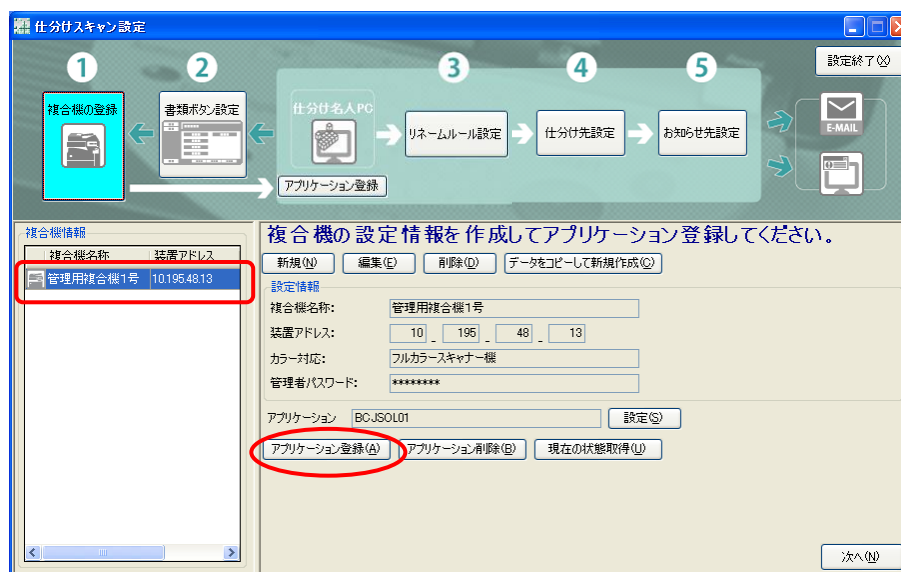 仕分けスキャン設定
設定終了(X)
1 2 3 4 5
複合機の登録
書類ボタン設定
仕分け名人PC
リネームルール設定
仕分け先設定
お知らせ先設定
E-MAIL
アプリケーション登録
複合機情報
複合機名称 装置アドレス
管理用複合機1号 10.195.48.13
複合機の設定情報を作成してアプリケーション登録してください。
新規(N) 編集(E) 削除(D) データをコピーして新規作成(C)
設定情報
複合機名称: 管理用複合機1号
装置アドレス: 10 . 195 . 48 . 13
カラー対応: フルカラースキャナー機
管理者パスワード: ********
アプリケーション BCJSOL01 設定(S)
アプリケーション登録(A) アプリケーション削除(B) 現在の状態取得(U)
次へ(N)